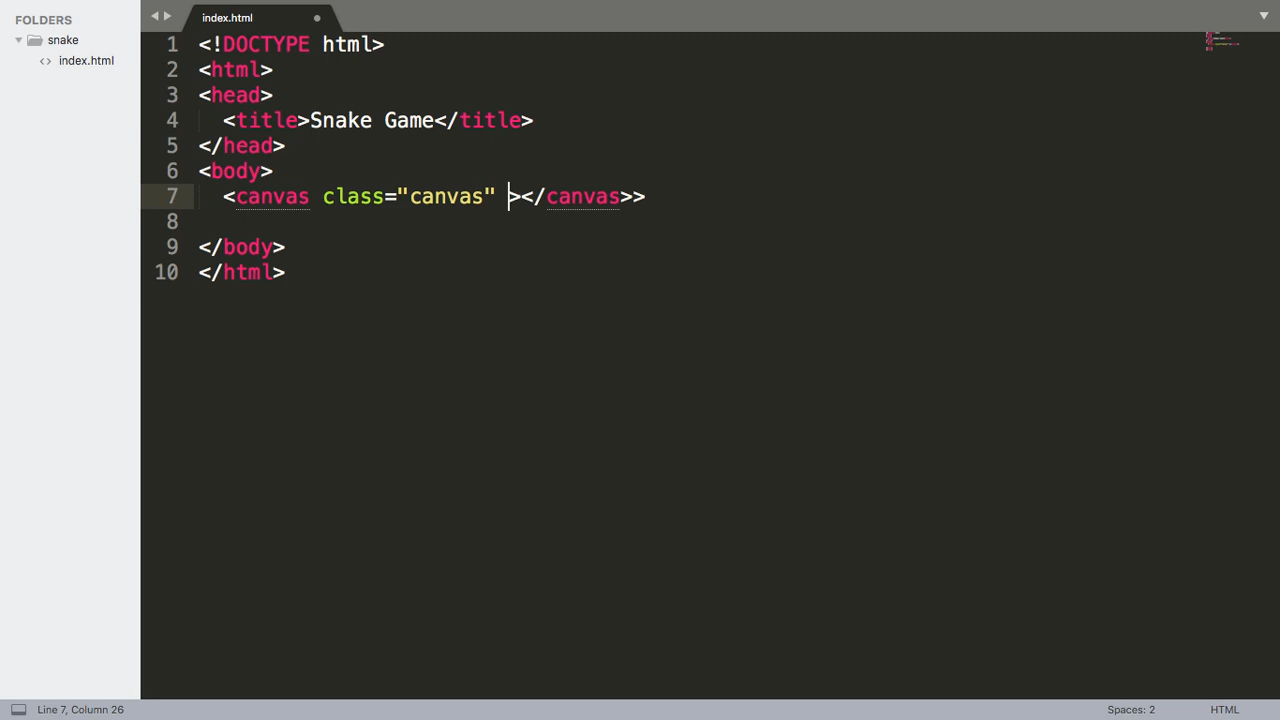 FOLDERS
snake
<> index.html
index.html
1 <!DOCTYPE html>
2 <html>
3 <head>
4   <title>Snake Game</title>
5 </head>
6 <body>
7   <canvas class="canvas" ></canvas>>
8
9 </body>
10 </html>
Line 7, Column 26
Spaces: 2
HTML